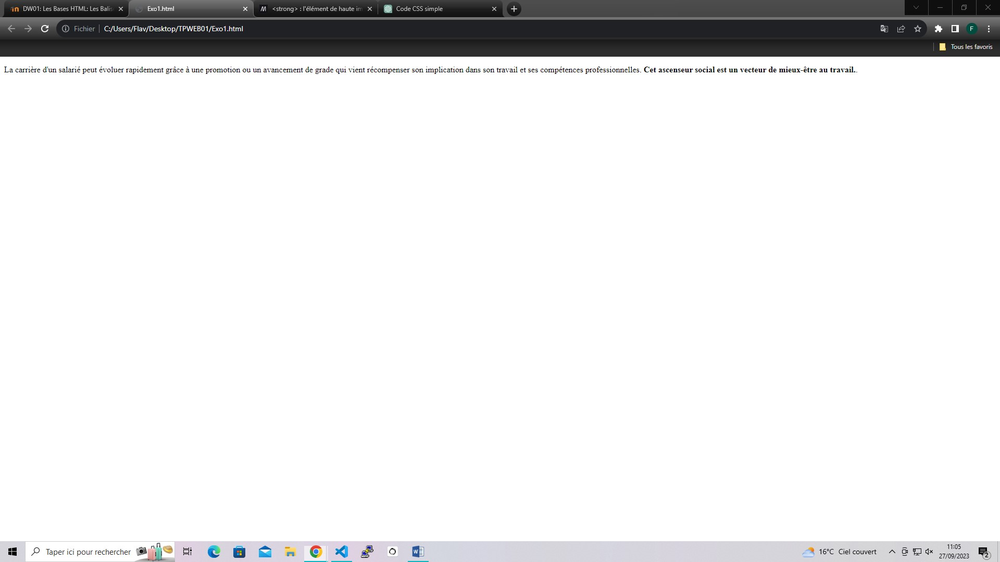 DW01: Les Bases HTML: Les Balis
Exo1.html
<strong> : l'élément de haute im
Code CSS simple
Fichier
C:/Users/Flav/Desktop/TPWEB01/Exo1.html
F
Tous les favoris
La carrière d'un salarié peut évoluer rapidement grâce à une promotion ou un avancement de grade qui vient récompenser son implication dans son travail et ses compétences professionnelles. Cet ascenseur social est un vecteur de mieux-être au travail..
Taper ici pour rechercher
16°C Ciel couvert
11:05
27/09/2023
2